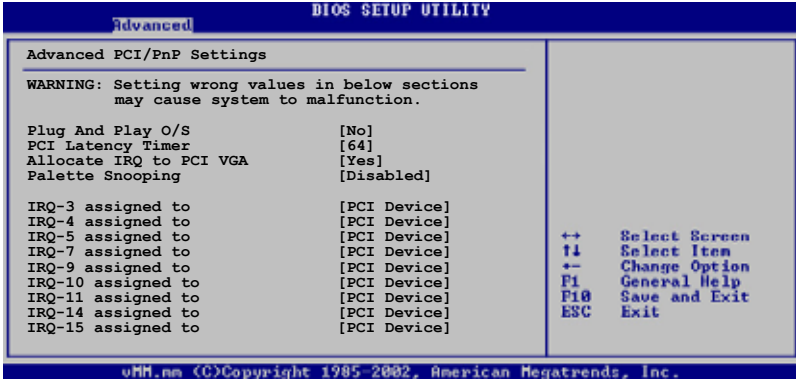 BIOS SETUP UTILITY
Advanced
Advanced PCI/PnP Settings
WARNING: Setting wrong values in below sections
may cause system to malfunction.
Plug And Play O/S [No]
PCI Latency Timer [64]
Allocate IRQ to PCI VGA [Yes]
Palette Snooping [Disabled]
IRQ-3 assigned to [PCI Device]
IRQ-4 assigned to [PCI Device]
IRQ-5 assigned to [PCI Device]
IRQ-7 assigned to [PCI Device]
IRQ-9 assigned to [PCI Device]
IRQ-10 assigned to [PCI Device]
IRQ-11 assigned to [PCI Device]
IRQ-14 assigned to [PCI Device]
IRQ-15 assigned to [PCI Device]
↔ Select Screen
↑↓ Select Item
+- Change Option
F1 General Help
F10 Save and Exit
ESC Exit
vMM.mm (C)Copyright 1985-2002, American Megatrends, Inc.